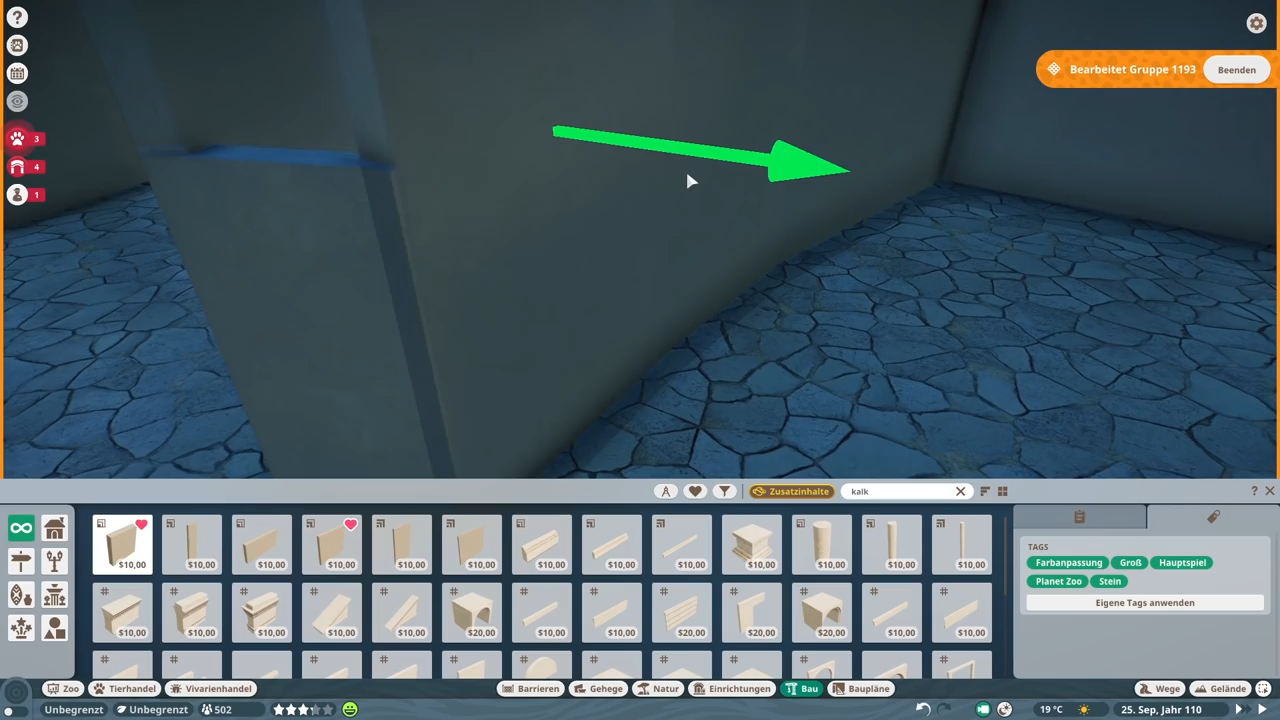 ?
Bearbeitet Gruppe 1193
Beenden
3
4
1
Zusatzinhalte
kalk
?
$10,00 $10,00 $10,00 $10,00 $10,00 $10,00 $10,00 $10,00 $10,00 $10,00 $10,00 $10,00 $10,00
$10,00 $10,00 $10,00 $10,00 $10,00 $20,00 $10,00 $10,00 $20,00 $10,00 $20,00 $10,00 $10,00
TAGS
Farbanpassung Groß Hauptspiel
Planet Zoo Stein
Eigene Tags anwenden
Zoo Tierhandel Vivarienhandel Barrieren Gehege Natur Einrichtungen Bau Baupläne Wege Gelände
Unbegrenzt Unbegrenzt 502 19 °C 25. Sep, Jahr 110